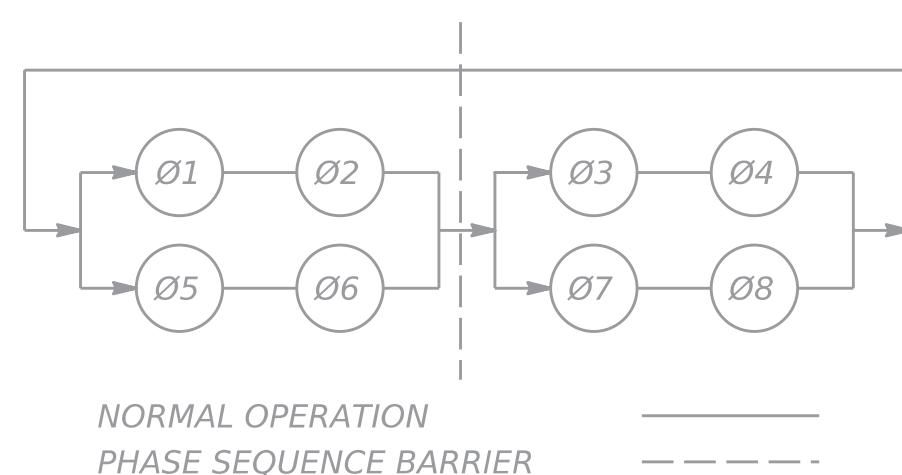 Ø1 Ø2 Ø3 Ø4
Ø5 Ø6 Ø7 Ø8
NORMAL OPERATION
PHASE SEQUENCE BARRIER